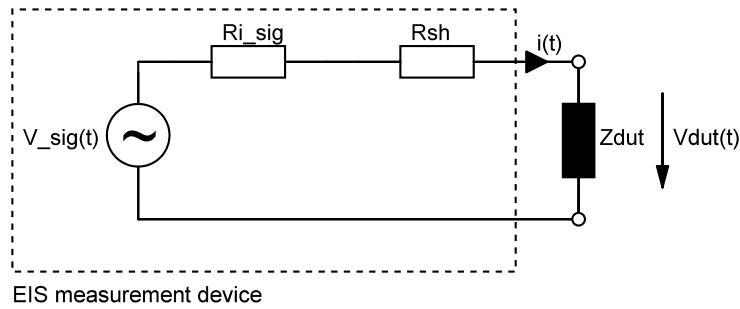 Ri_sig
Rsh
i(t)
V_sig(t)
~
Zdut
Vdut(t)
EIS measurement device